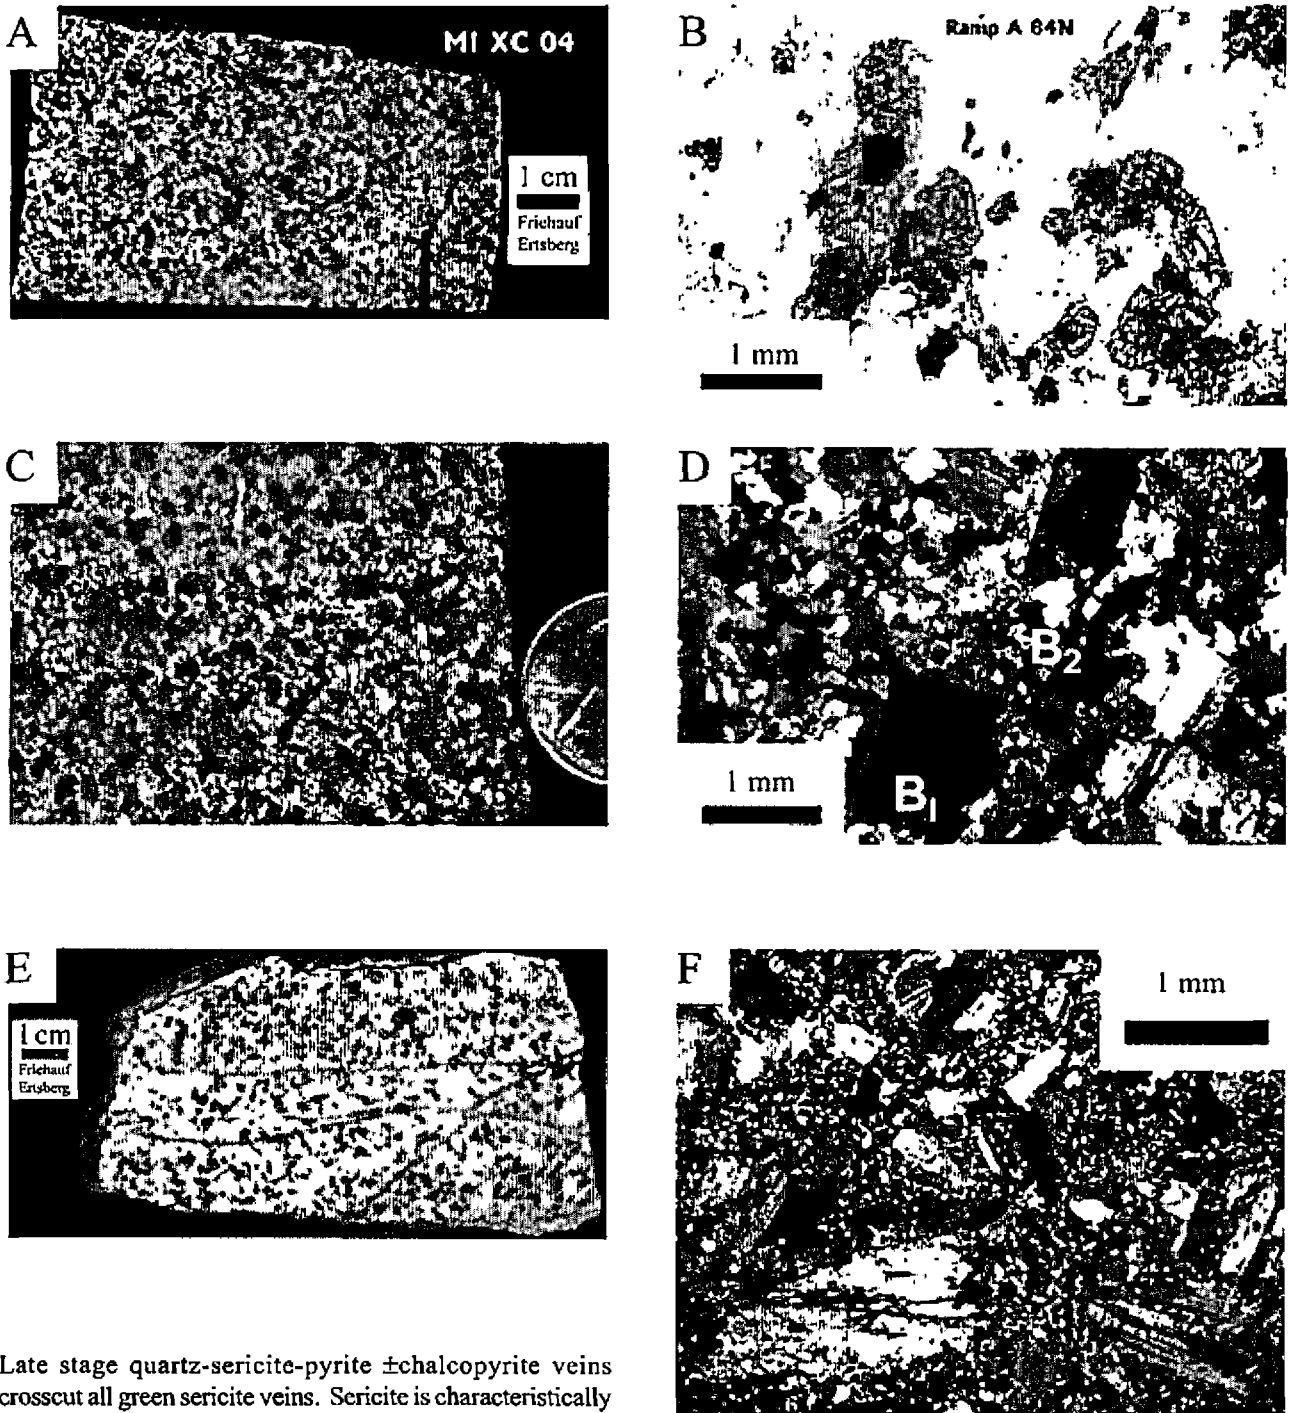 A
MI XC 04
1 cm
Friehauf
Ertsberg
B
Ramp A 64N
1 mm
C
D
B2
B1
1 mm
E
1 cm
Friehauf
Ertsberg
F
1 mm
Late stage quartz-sericite-pyrite ±chalcopyrite veins
crosscut all green sericite veins. Sericite is characteristically